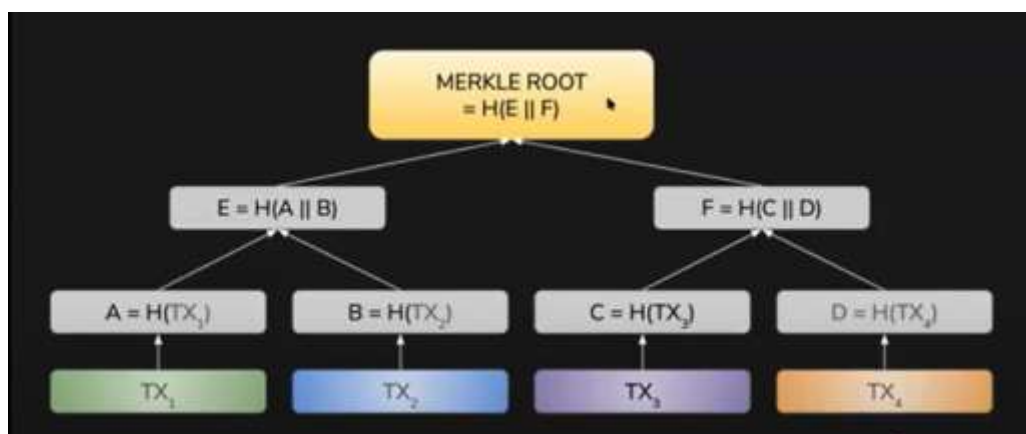 MERKLE ROOT
= H(E || F)
E = H(A || B)
F = H(C || D)
A = H(TX₁)
B = H(TX₂)
C = H(TX₃)
D = H(TX₄)
TX₁
TX₂
TX₃
TX₄